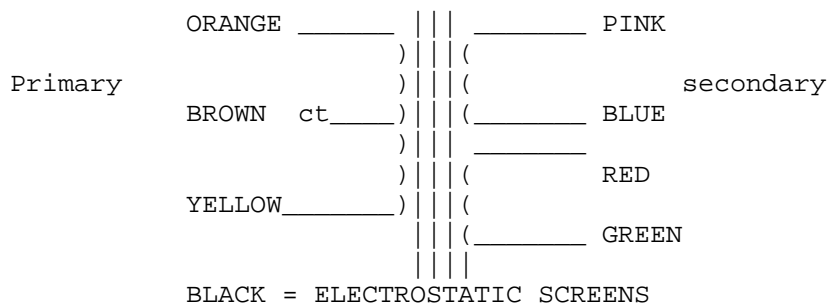 ORANGE PINK
Primary secondary
BROWN ct BLUE
RED
YELLOW
GREEN
BLACK = ELECTROSTATIC SCREENS